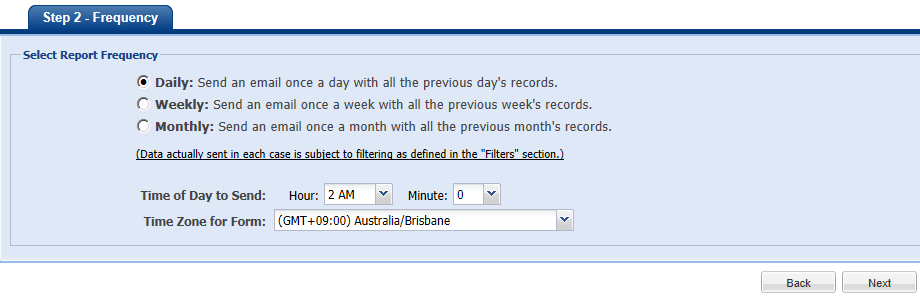 Step 2 - Frequency
Select Report Frequency
Daily: Send an email once a day with all the previous day's records.
Weekly: Send an email once a week with all the previous week's records.
Monthly: Send an email once a month with all the previous month's records.
(Data actually sent in each case is subject to filtering as defined in the "Filters" section.)
Time of Day to Send: Hour: 2 AM Minute: 0
Time Zone for Form: (GMT+09:00) Australia/Brisbane
Back Next